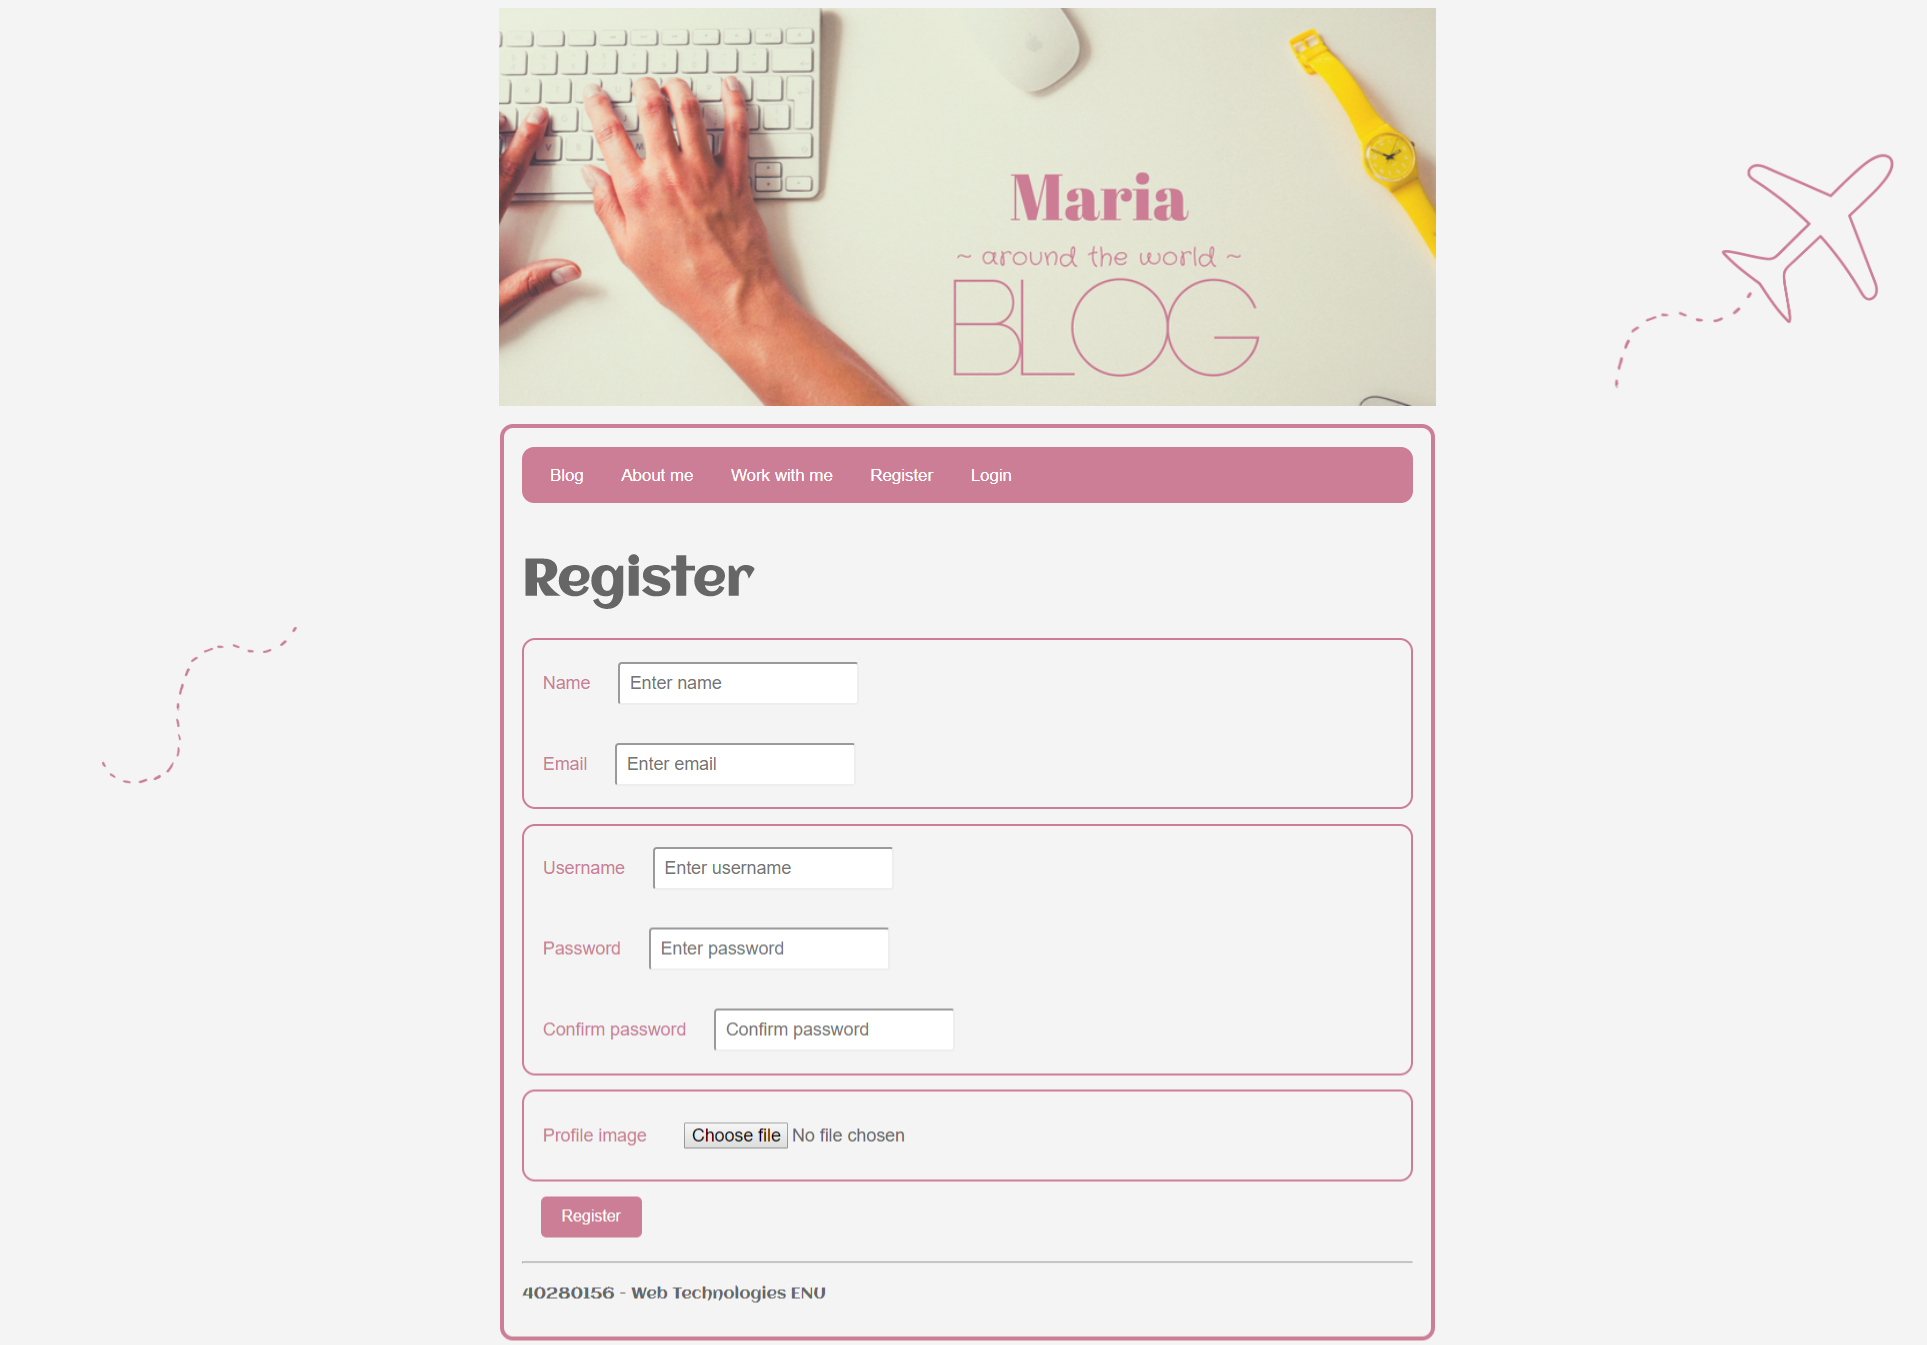 Maria
~ around the world ~
BLOG
Blog About me Work with me Register Login
Register
Name Enter name
Email Enter email
Username Enter username
Password Enter password
Confirm password Confirm password
Profile image Choose file No file chosen
Register
40280156 - Web Technologies ENU